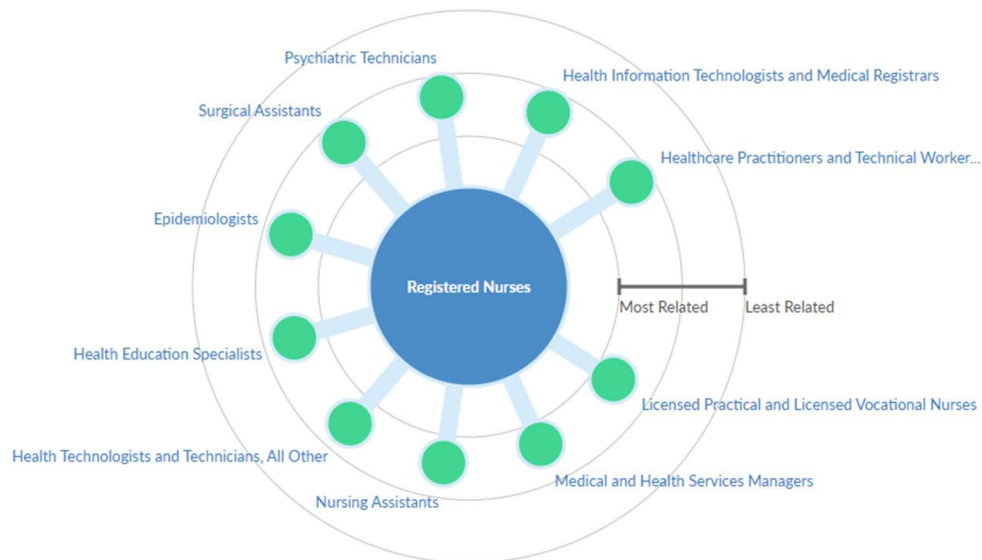 Psychiatric Technicians
Health Information Technologists and Medical Registrars
Surgical Assistants
Healthcare Practitioners and Technical Worker...
Epidemiologists
Registered Nurses
Most Related
Least Related
Health Education Specialists
Licensed Practical and Licensed Vocational Nurses
Health Technologists and Technicians, All Other
Medical and Health Services Managers
Nursing Assistants